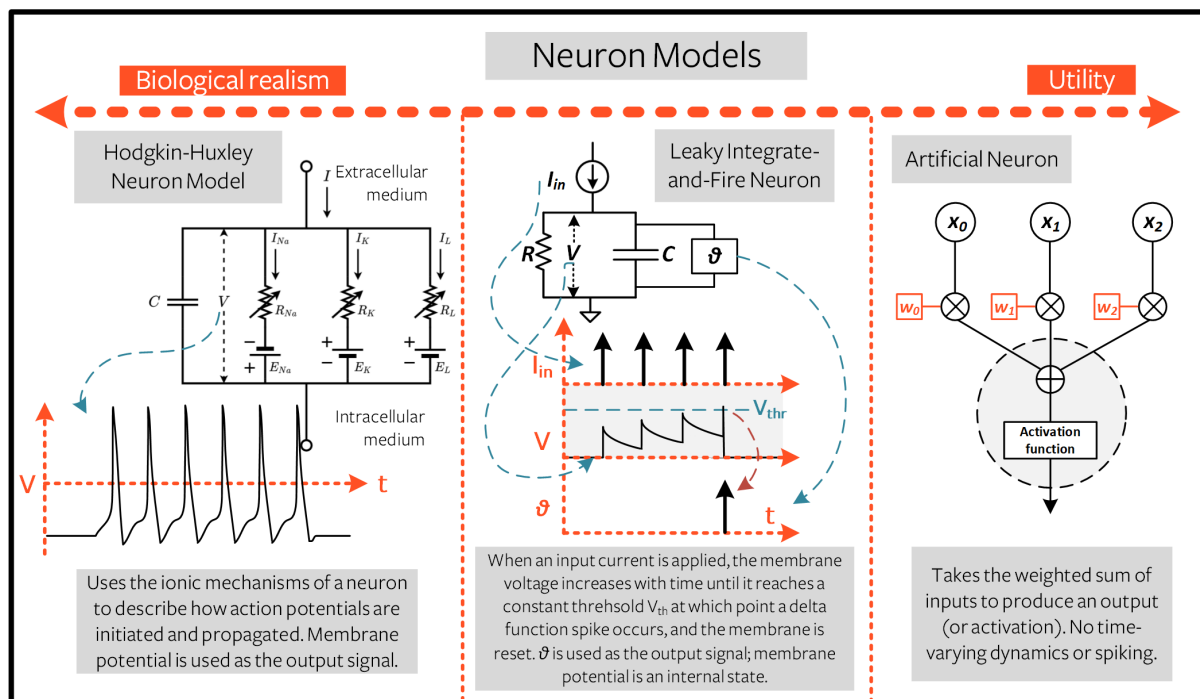 Neuron Models
Biological realism
Utility
Hodgkin-Huxley
Neuron Model
I
Extracellular
medium
I_Na
I_K
I_L
C
V
R_Na
R_K
R_L
−
+
E_Na
+
−
E_K
+
−
E_L
Intracellular
medium
V
t
Uses the ionic mechanisms of a neuron
to describe how action potentials are
initiated and propagated. Membrane
potential is used as the output signal.
Leaky Integrate-
and-Fire Neuron
I_in
R
V
C
ϑ
I_in
V_thr
V
ϑ
t
When an input current is applied, the membrane
voltage increases with time until it reaches a
constant threhsold V_th at which point a delta
function spike occurs, and the membrane is
reset. ϑ is used as the output signal; membrane
potential is an internal state.
Artificial Neuron
x_0
x_1
x_2
w_0
w_1
w_2
Activation
function
Takes the weighted sum of
inputs to produce an output
(or activation). No time-
varying dynamics or spiking.